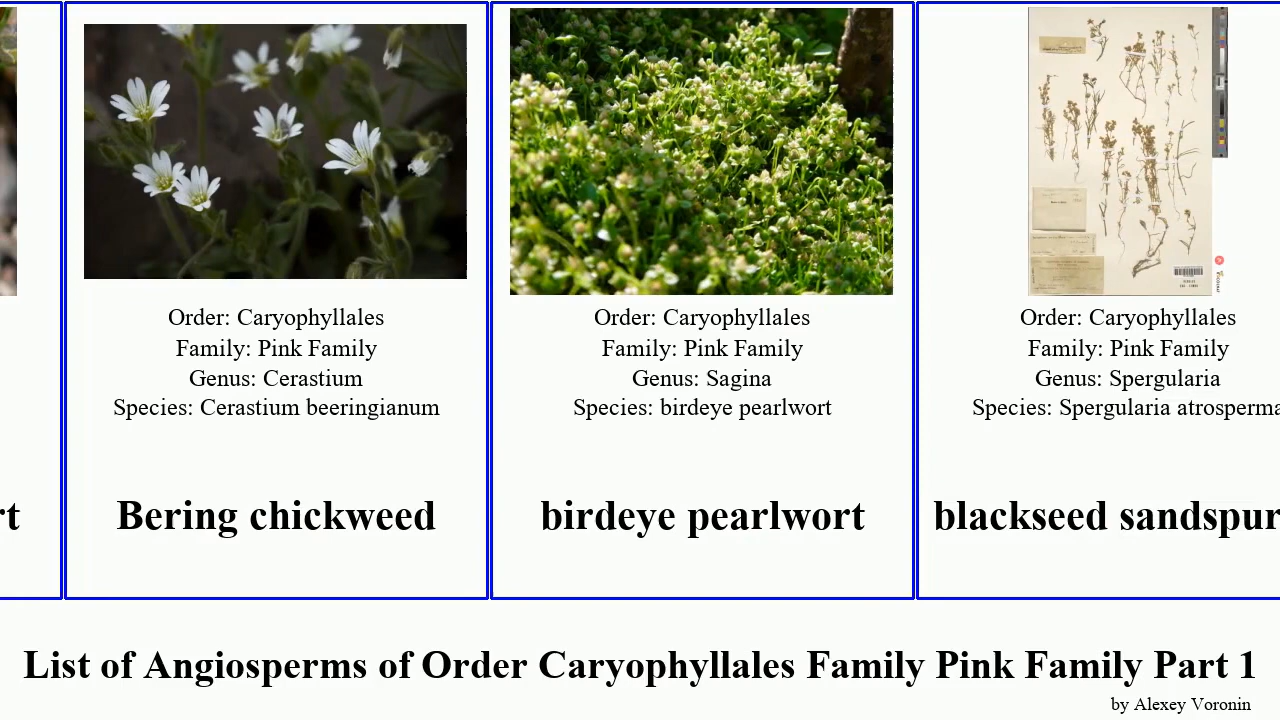 Order: Caryophyllales
Family: Pink Family
Genus: Cerastium
Species: Cerastium beeringianum
Bering chickweed
Order: Caryophyllales
Family: Pink Family
Genus: Sagina
Species: birdeye pearlwort
birdeye pearlwort
Order: Caryophyllales
Family: Pink Family
Genus: Spergularia
Species: Spergularia atrosperma
blackseed sandspur
rt
List of Angiosperms of Order Caryophyllales Family Pink Family Part 1
by Alexey Voronin